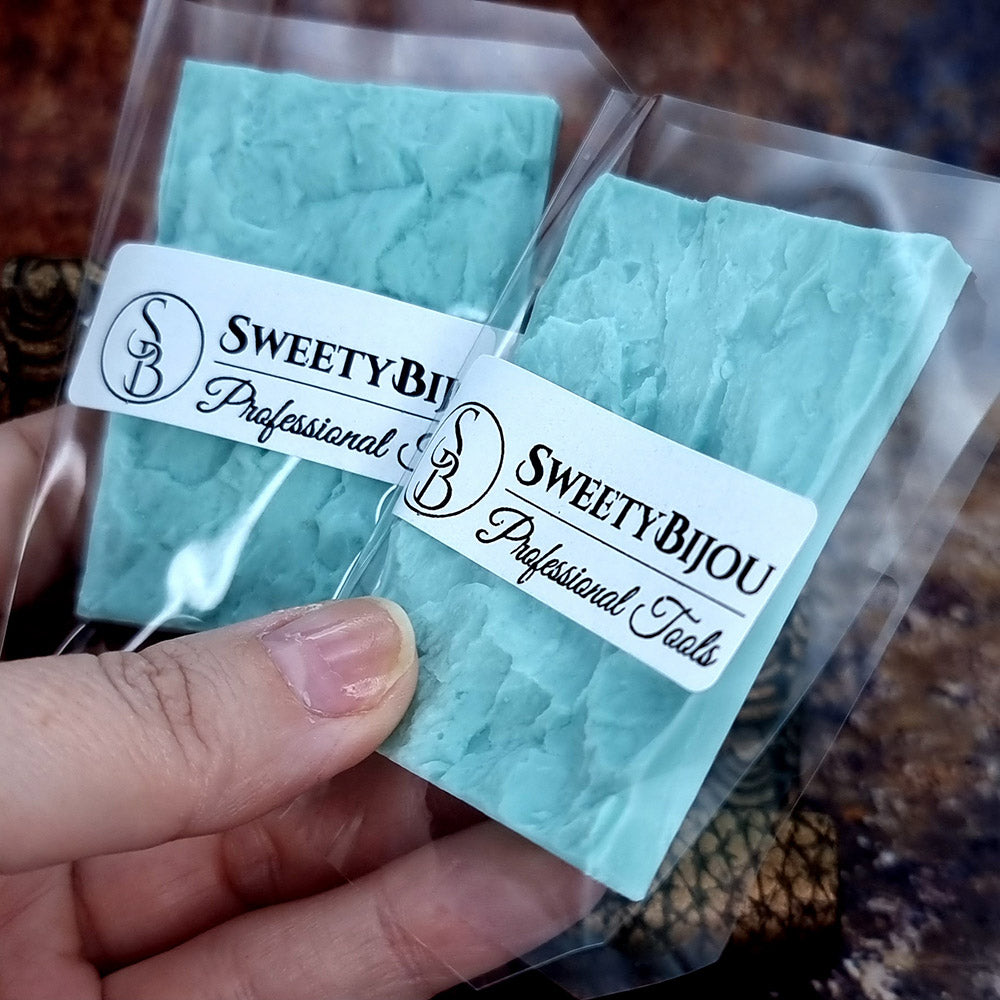 SB
SWEETYBIJ
Professional
SB
SWEETYBIJOU
Professional Tools